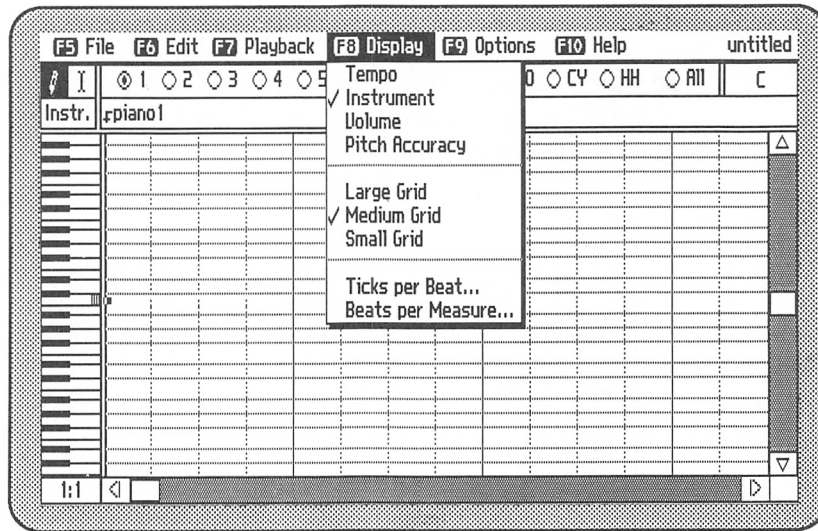 F5 File F6 Edit F7 Playback F8 Display F9 Options F10 Help untitled
1 2 3 4 5 CY HH All C
Instr. piano1
Tempo
✓ Instrument
Volume
Pitch Accuracy
Large Grid
✓ Medium Grid
Small Grid
Ticks per Beat...
Beats per Measure...
1:1